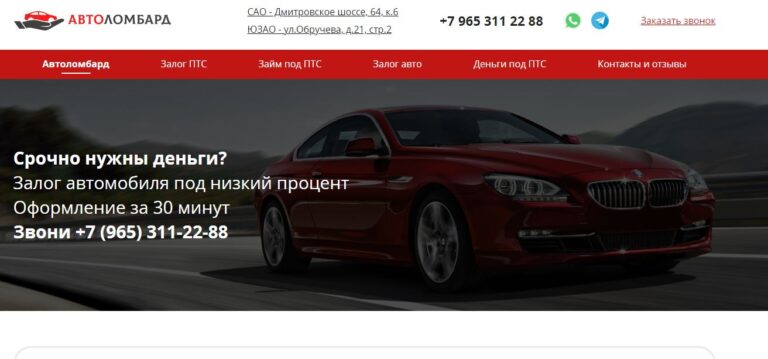 АВТОЛОМБАРД
САО - Дмитровское шоссе, 64, к.6
ЮЗАО - ул.Обручева, д.21, стр.2
+7 965 311 22 88
Заказать звонок
Автоломбард
Залог ПТС
Займ под ПТС
Залог авто
Деньги под ПТС
Контакты и отзывы
Срочно нужны деньги?
Залог автомобиля под низкий процент
Оформление за 30 минут
Звони +7 (965) 311-22-88